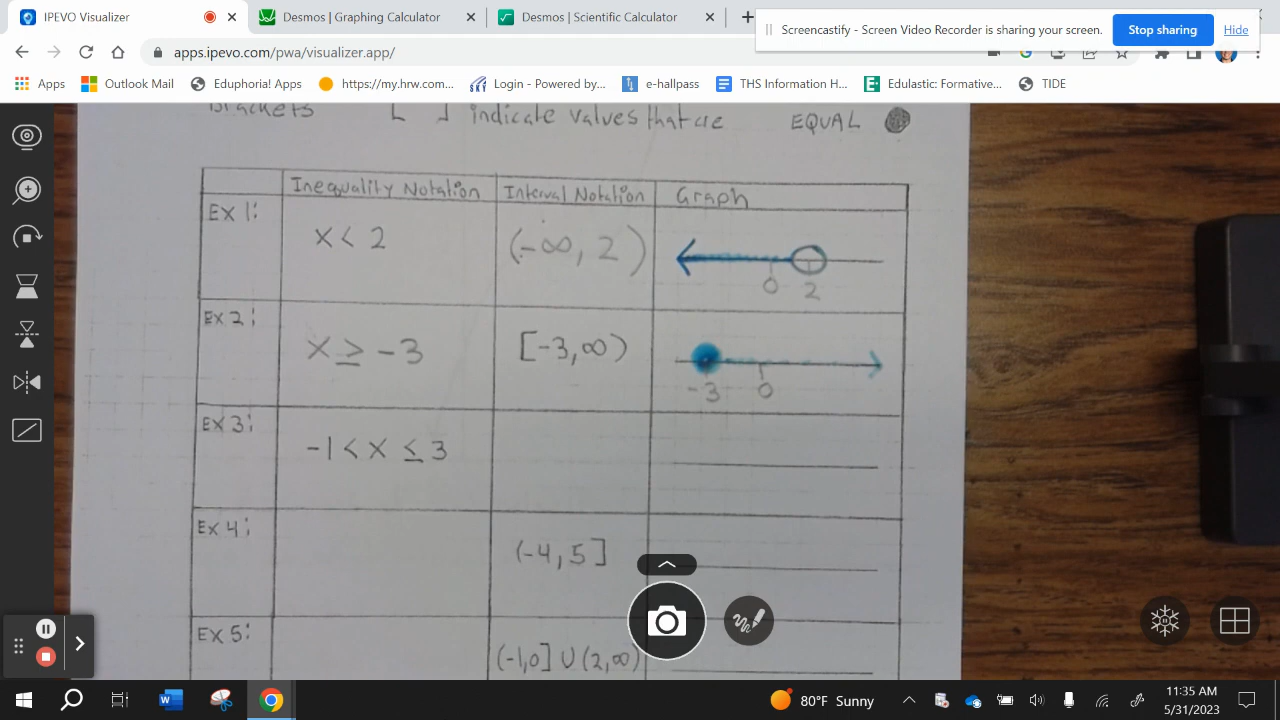 IPEVO Visualizer
Desmos | Graphing Calculator
Desmos | Scientific Calculator
Screencastify - Screen Video Recorder is sharing your screen.
Stop sharing
Hide
apps.ipevo.com/pwa/visualizer.app/
Apps
Outlook Mail
Eduphoria! Apps
https://my.hrw.com...
Login - Powered by...
e-hallpass
THS Information H...
Edulastic: Formative...
TIDE
Brackets [ ] indicate values that are EQUAL
Inequality Notation Interval Notation Graph
Ex 1: x < 2 (-∞, 2)
0 2
Ex 2: x ≥ -3 [-3, ∞)
-3 0
Ex 3: -1 < x ≤ 3
Ex 4: (-4, 5]
Ex 5: (-1,0] ∪ (2,∞)
80°F Sunny
11:35 AM
5/31/2023